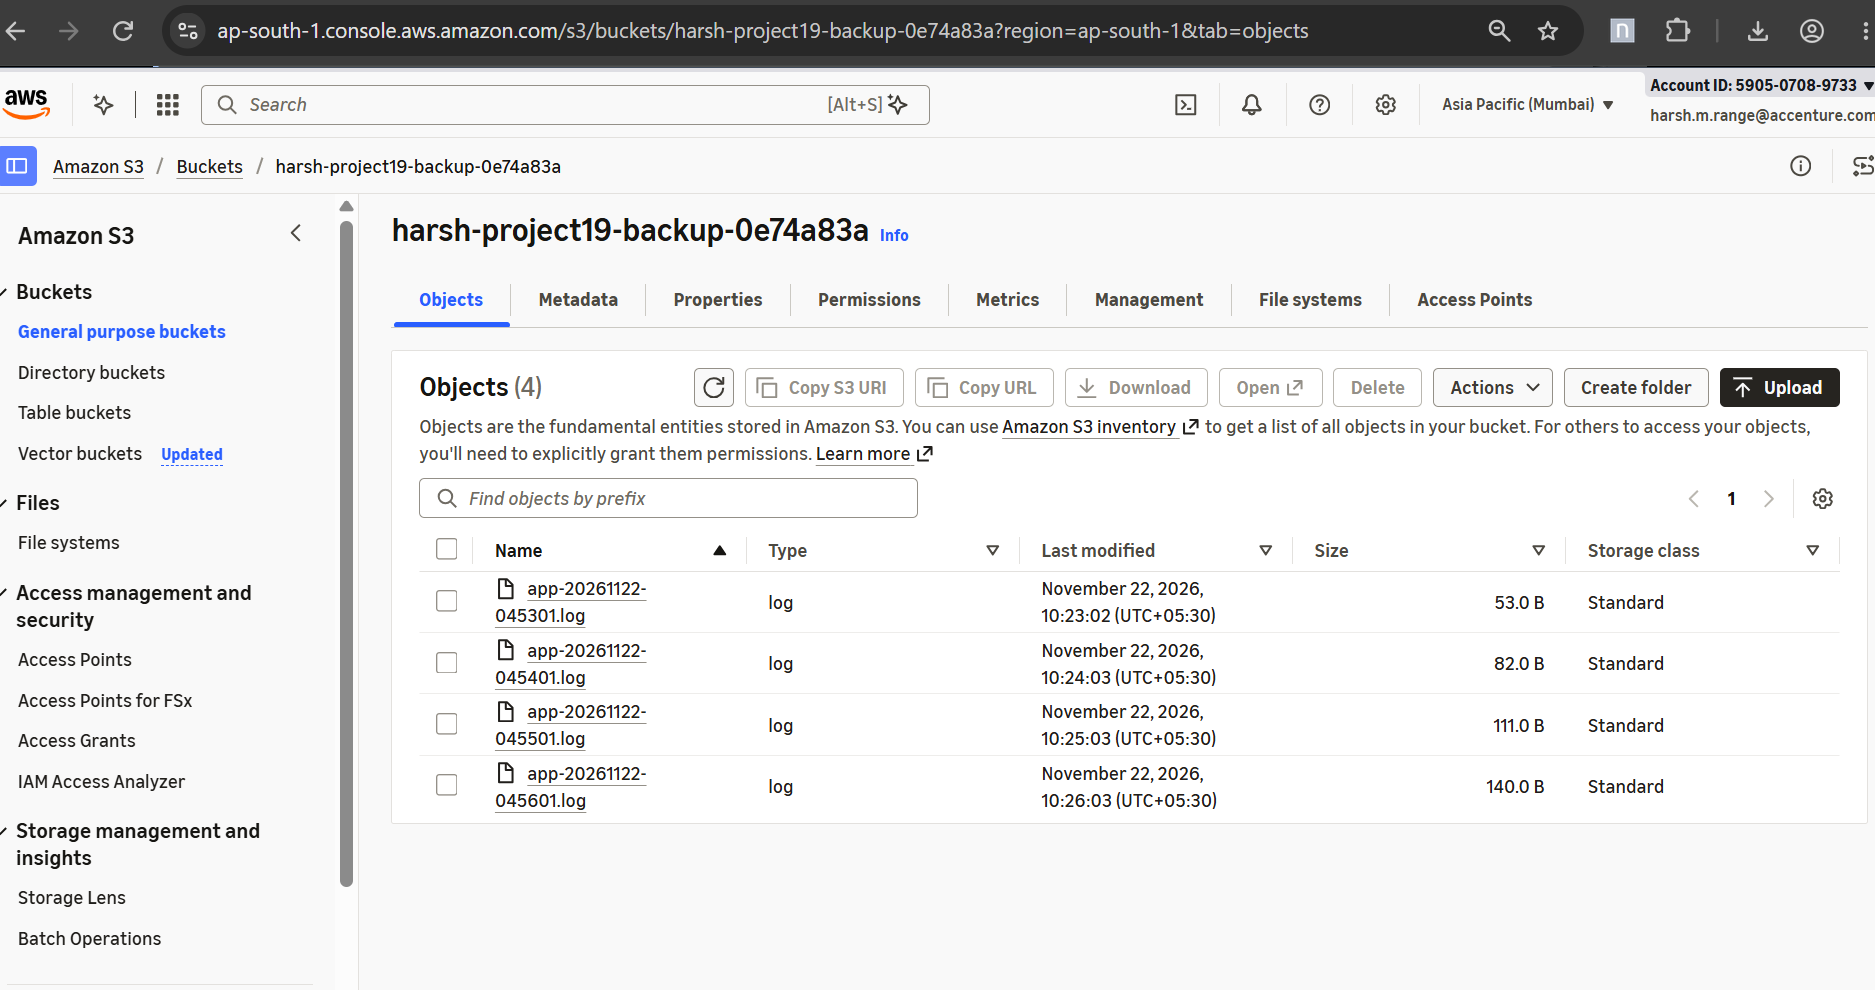 ap-south-1.console.aws.amazon.com/s3/buckets/harsh-project19-backup-0e74a83a?region=ap-south-1&tab=objects
n
aws
Search
[Alt+S]
Asia Pacific (Mumbai)
Account ID: 5905-0708-9733
harsh.m.range@accenture.com
Amazon S3 / Buckets / harsh-project19-backup-0e74a83a
Amazon S3
Buckets
General purpose buckets
Directory buckets
Table buckets
Vector buckets Updated
Files
File systems
Access management and
security
Access Points
Access Points for FSx
Access Grants
IAM Access Analyzer
Storage management and
insights
Storage Lens
Batch Operations
harsh-project19-backup-0e74a83a Info
Objects Metadata Properties Permissions Metrics Management File systems Access Points
Objects (4) Copy S3 URI Copy URL Download Open Delete Actions Create folder Upload
Objects are the fundamental entities stored in Amazon S3. You can use Amazon S3 inventory to get a list of all objects in your bucket. For others to access your objects,
you'll need to explicitly grant them permissions. Learn more
Find objects by prefix
1
Name Type Last modified Size Storage class
app-20261122-
045301.log
log
November 22, 2026,
10:23:02 (UTC+05:30)
53.0 B
Standard
app-20261122-
045401.log
log
November 22, 2026,
10:24:03 (UTC+05:30)
82.0 B
Standard
app-20261122-
045501.log
log
November 22, 2026,
10:25:03 (UTC+05:30)
111.0 B
Standard
app-20261122-
045601.log
log
November 22, 2026,
10:26:03 (UTC+05:30)
140.0 B
Standard